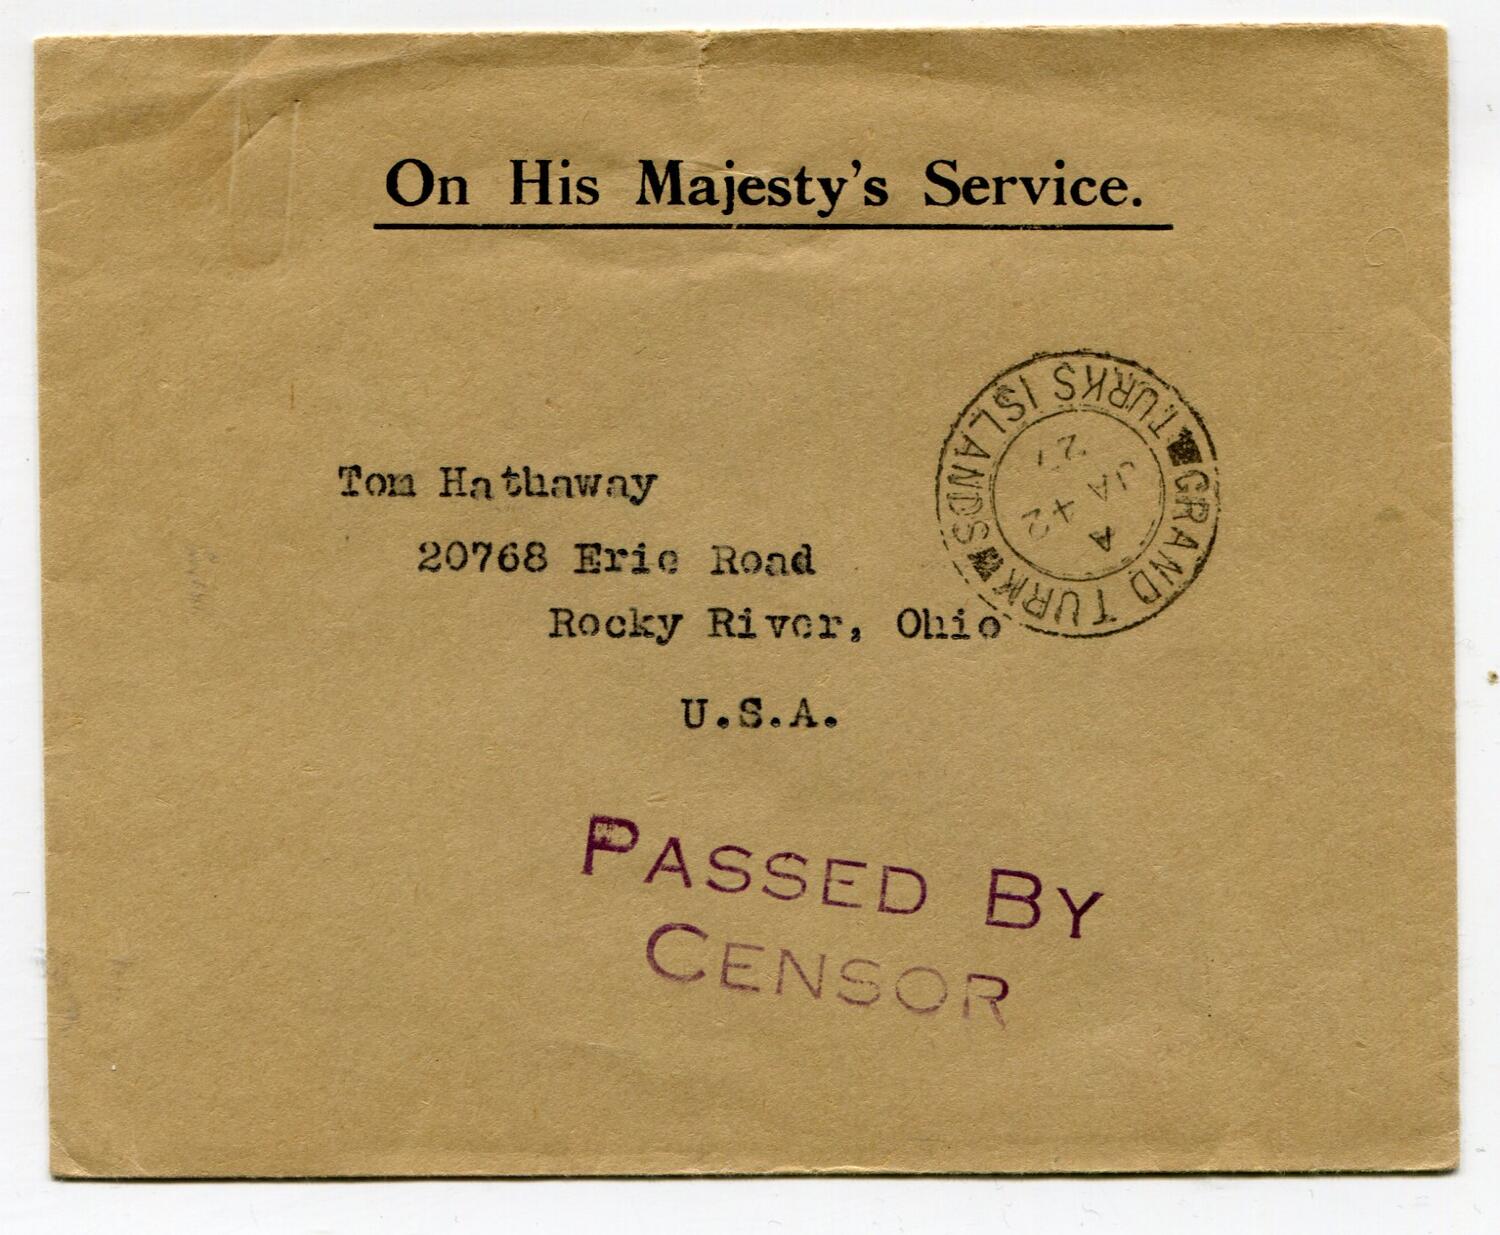 On His Majesty's Service.
GRAND TURK
TURKS ISLANDS
A
JA 42
27
Tom Hathaway
20768 Erie Road
Rocky River, Ohio
U.S.A.
PASSED BY
CENSOR